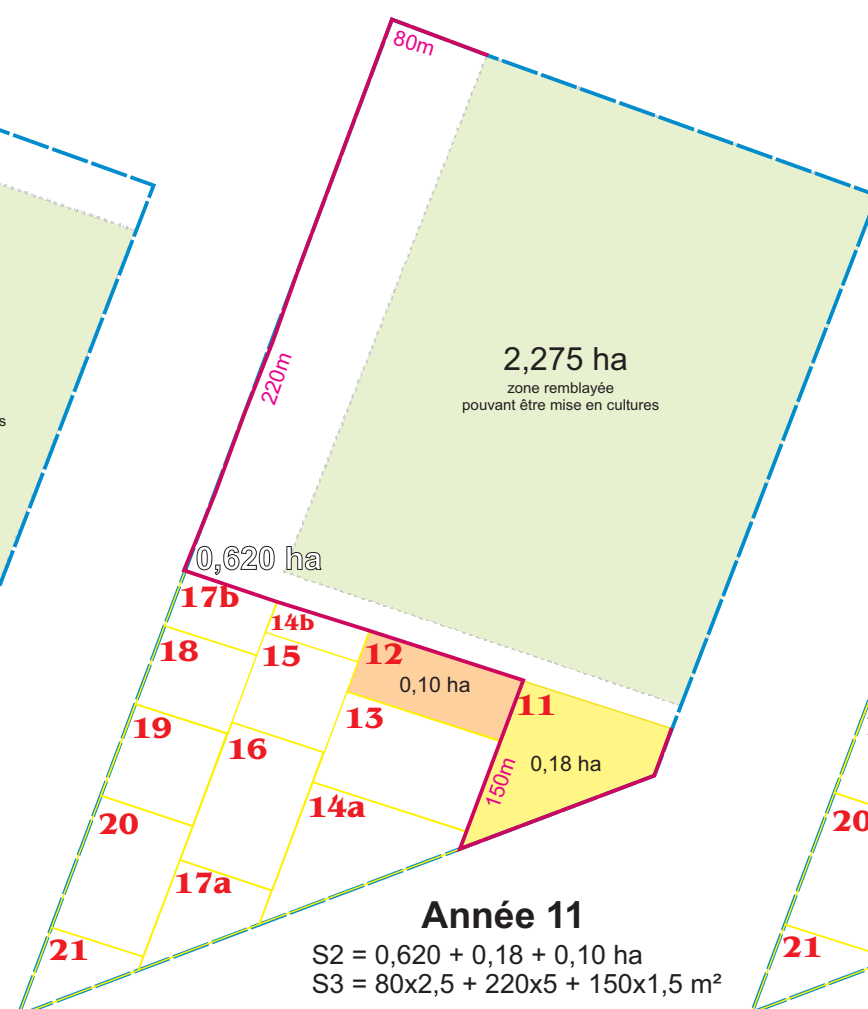 80m
220m
2,275 ha
zone remblayée
pouvant être mise en cultures
s
0,620 ha
17b
14b
18
15
12
0,10 ha
11
13
19
16
0,18 ha
150m
14a
20
20
17a
21
21
Année 11
S2 = 0,620 + 0,18 + 0,10 ha
S3 = 80x2,5 + 220x5 + 150x1,5 m²